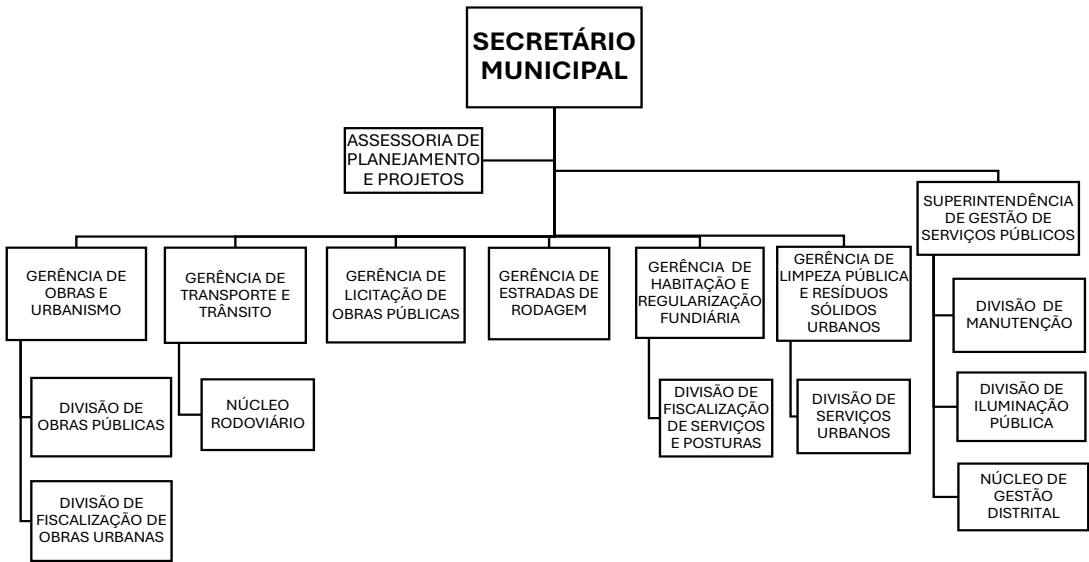 SECRETÁRIO
MUNICIPAL
ASSESSORIA DE
PLANEJAMENTO
E PROJETOS
SUPERINTENDÊNCIA
DE GESTÃO DE
SERVIÇOS PÚBLICOS
GERÊNCIA DE
OBRAS E
URBANISMO
GERÊNCIA DE
TRANSPORTE E
TRÂNSITO
GERÊNCIA DE
LICITAÇÃO DE
OBRAS PÚBLICAS
GERÊNCIA DE
ESTRADAS DE
RODAGEM
GERÊNCIA DE
HABITAÇÃO E
REGULARIZAÇÃO
FUNDIÁRIA
GERÊNCIA DE
LIMPEZA PÚBLICA
E RESÍDUOS
SÓLIDOS
URBANOS
DIVISÃO DE
MANUTENÇÃO
DIVISÃO DE
OBRAS PÚBLICAS
NÚCLEO
RODOVIÁRIO
DIVISÃO DE
FISCALIZAÇÃO
DE SERVIÇOS
E POSTURAS
DIVISÃO DE
SERVIÇOS
URBANOS
DIVISÃO DE
ILUMINAÇÃO
PÚBLICA
DIVISÃO DE
FISCALIZAÇÃO DE
OBRAS URBANAS
NÚCLEO DE
GESTÃO
DISTRITAL